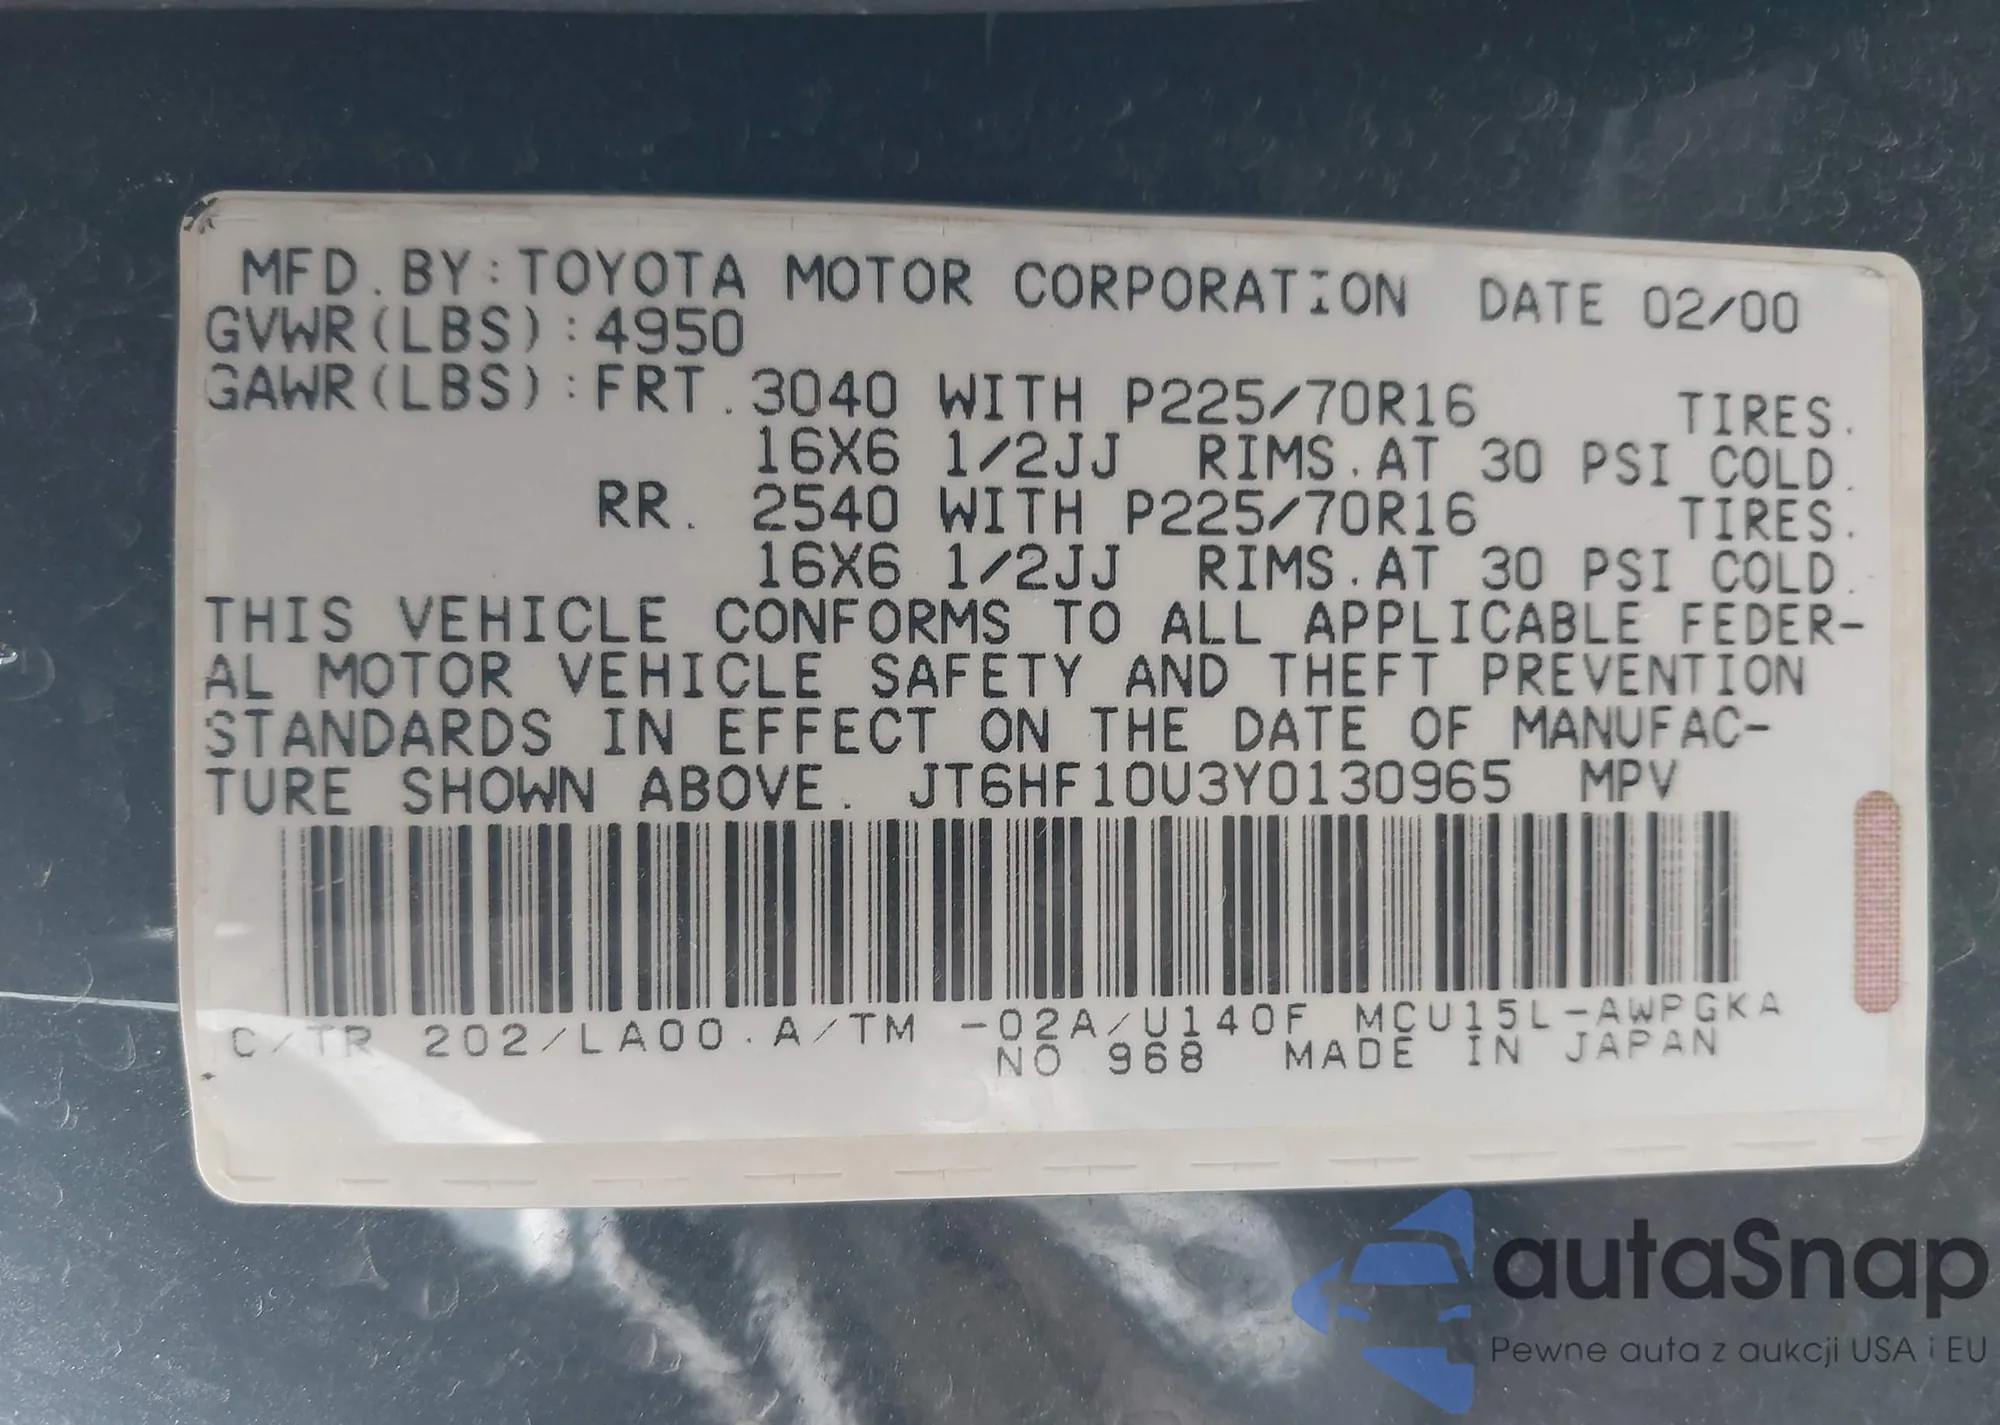 MFD.BY:TOYOTA MOTOR CORPORATION DATE 02/00
GVWR(LBS):4950
GAWR(LBS):FRT.3040 WITH P225/70R16 TIRES.
16X6 1/2JJ RIMS.AT 30 PSI COLD.
RR. 2540 WITH P225/70R16 TIRES.
16X6 1/2JJ RIMS.AT 30 PSI COLD.
THIS VEHICLE CONFORMS TO ALL APPLICABLE FEDER-
AL MOTOR VEHICLE SAFETY AND THEFT PREVENTION
STANDARDS IN EFFECT ON THE DATE OF MANUFAC-
TURE SHOWN ABOVE. JT6HF10U3Y0130965 MPV
C/TR 202/LA00.A/TM -02A/U140F MCU15L-AWPGKA
NO 968 MADE IN JAPAN
autaSnap
Pewne auta z aukcji USA i EU